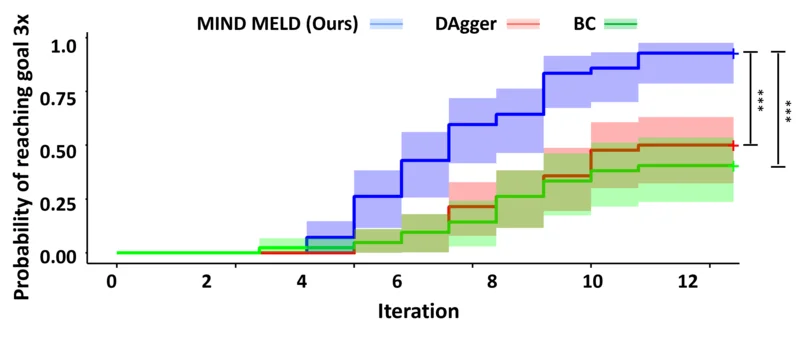 MIND MELD (Ours) DAgger BC
Probability of reaching goal 3x
1.0
0.75
0.50
0.25
0.00
***
***
0 2 4 6 8 10 12
Iteration